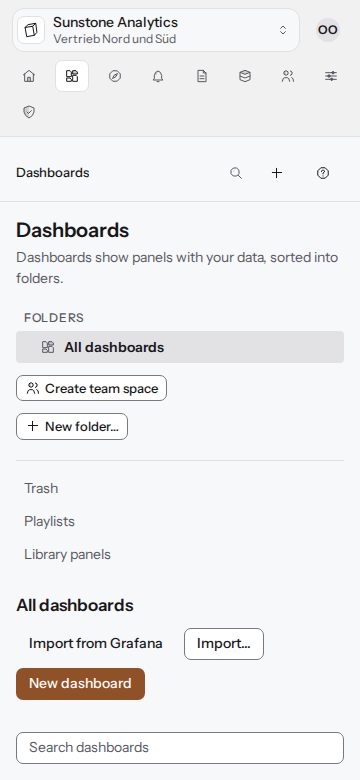 Sunstone Analytics
Vertrieb Nord und Süd
OO
Dashboards
Dashboards
Dashboards show panels with your data, sorted into
folders.
FOLDERS
All dashboards
Create team space
New folder...
Trash
Playlists
Library panels
All dashboards
Import from Grafana
Import...
New dashboard
Search dashboards